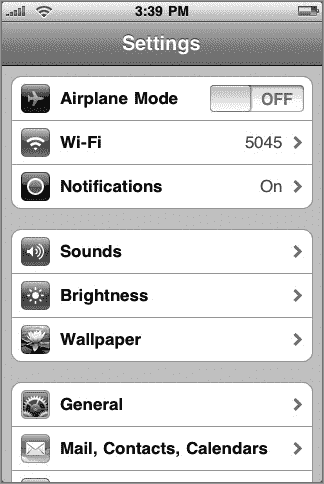 3:39 PM
Settings
Airplane Mode OFF
Wi-Fi 5045
Notifications On
Sounds
Brightness
Wallpaper
General
Mail, Contacts, Calendars